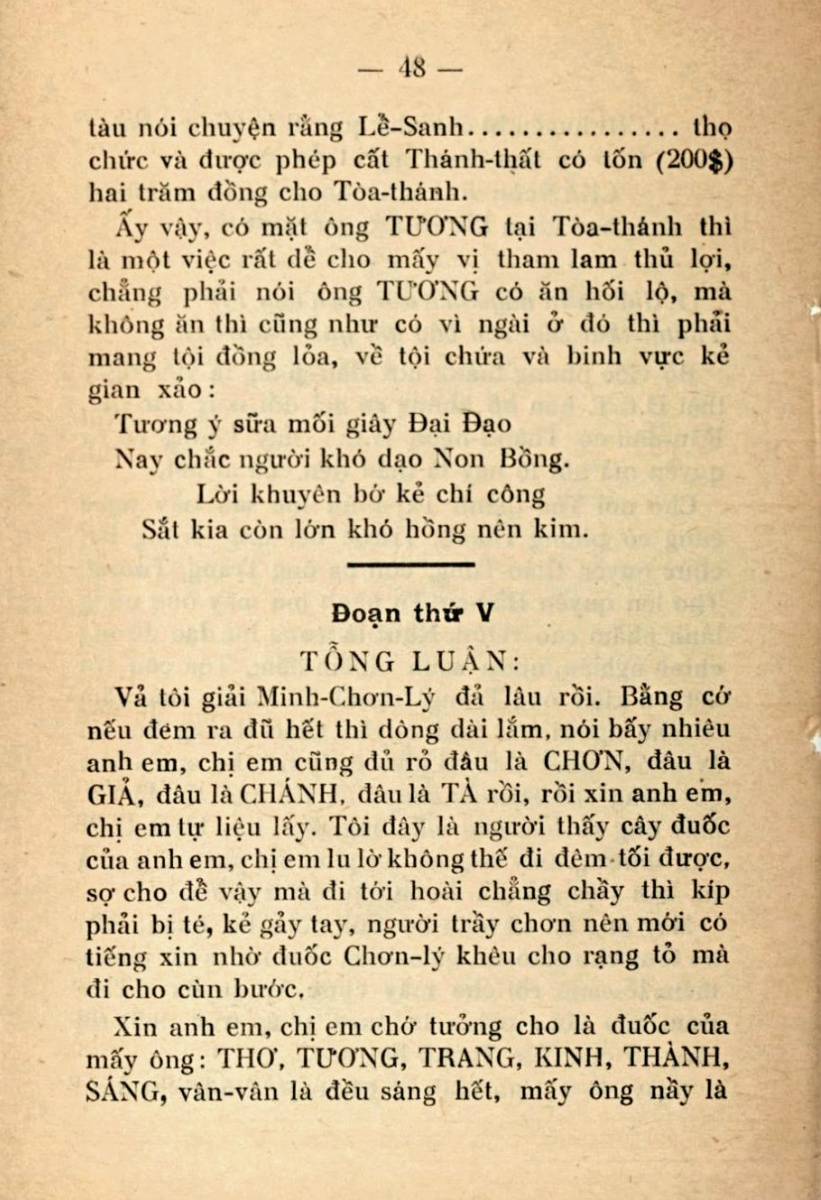 — 48 —
tàu nói chuyện rằng Lề-Sanh................... thọ
chức và được phép cất Thánh-thất có tốn (200$)
hai trăm đồng cho Tòa-thánh.
Ấy vậy, có mặt ông TƯƠNG tại Tòa-thánh thì
là một việc rất dể cho mấy vị tham lam thủ lợi,
chẳng phải nói ông TƯƠNG có ăn hối lộ, mà
không ăn thì cũng như có vì ngài ở đó thì phải
mang tội đồng lỏa, về tội chứa và binh vực kẻ
gian xảo :
Tương ý sữa mối giây Đại Đạo
Nay chắc người khó dạo Non Bồng.
Lời khuyên bớ kẻ chí công
Sắt kia còn lớn khó hồng nên kim.
Đoạn thứ V
TỒNG LUẬN:
Vả tôi giải Minh-Chơn-Lý đả lâu rồi. Bằng cớ
nếu đem ra đũ hết thì dòng dài lắm, nói bấy nhiêu
anh em, chị em cũng đủ rỏ đâu là CHƠN, đâu là
GIẢ, đâu là CHÁNH, đâu là TÀ rồi, rồi xin anh em,
chị em tự liệu lấy. Tôi đây là người thấy cây đuốc
của anh em, chị em lu lờ không thế đi đêm tối được,
sợ cho đề vậy mà đi tới hoài chẳng chầy thì kíp
phải bị té, kẻ gảy tay, người trầy chơn nên mới có
tiếng xin nhờ đuốc Chơn-lý khêu cho rạng tỏ mà
đi cho cùn bước.
Xin anh em, chị em chớ tưởng cho là đuốc của
mấy ông : THƠ, TƯƠNG, TRANG, KINH, THÀNH,
SÁNG, vân-vân là đều sáng hết, mấy ông nầy là